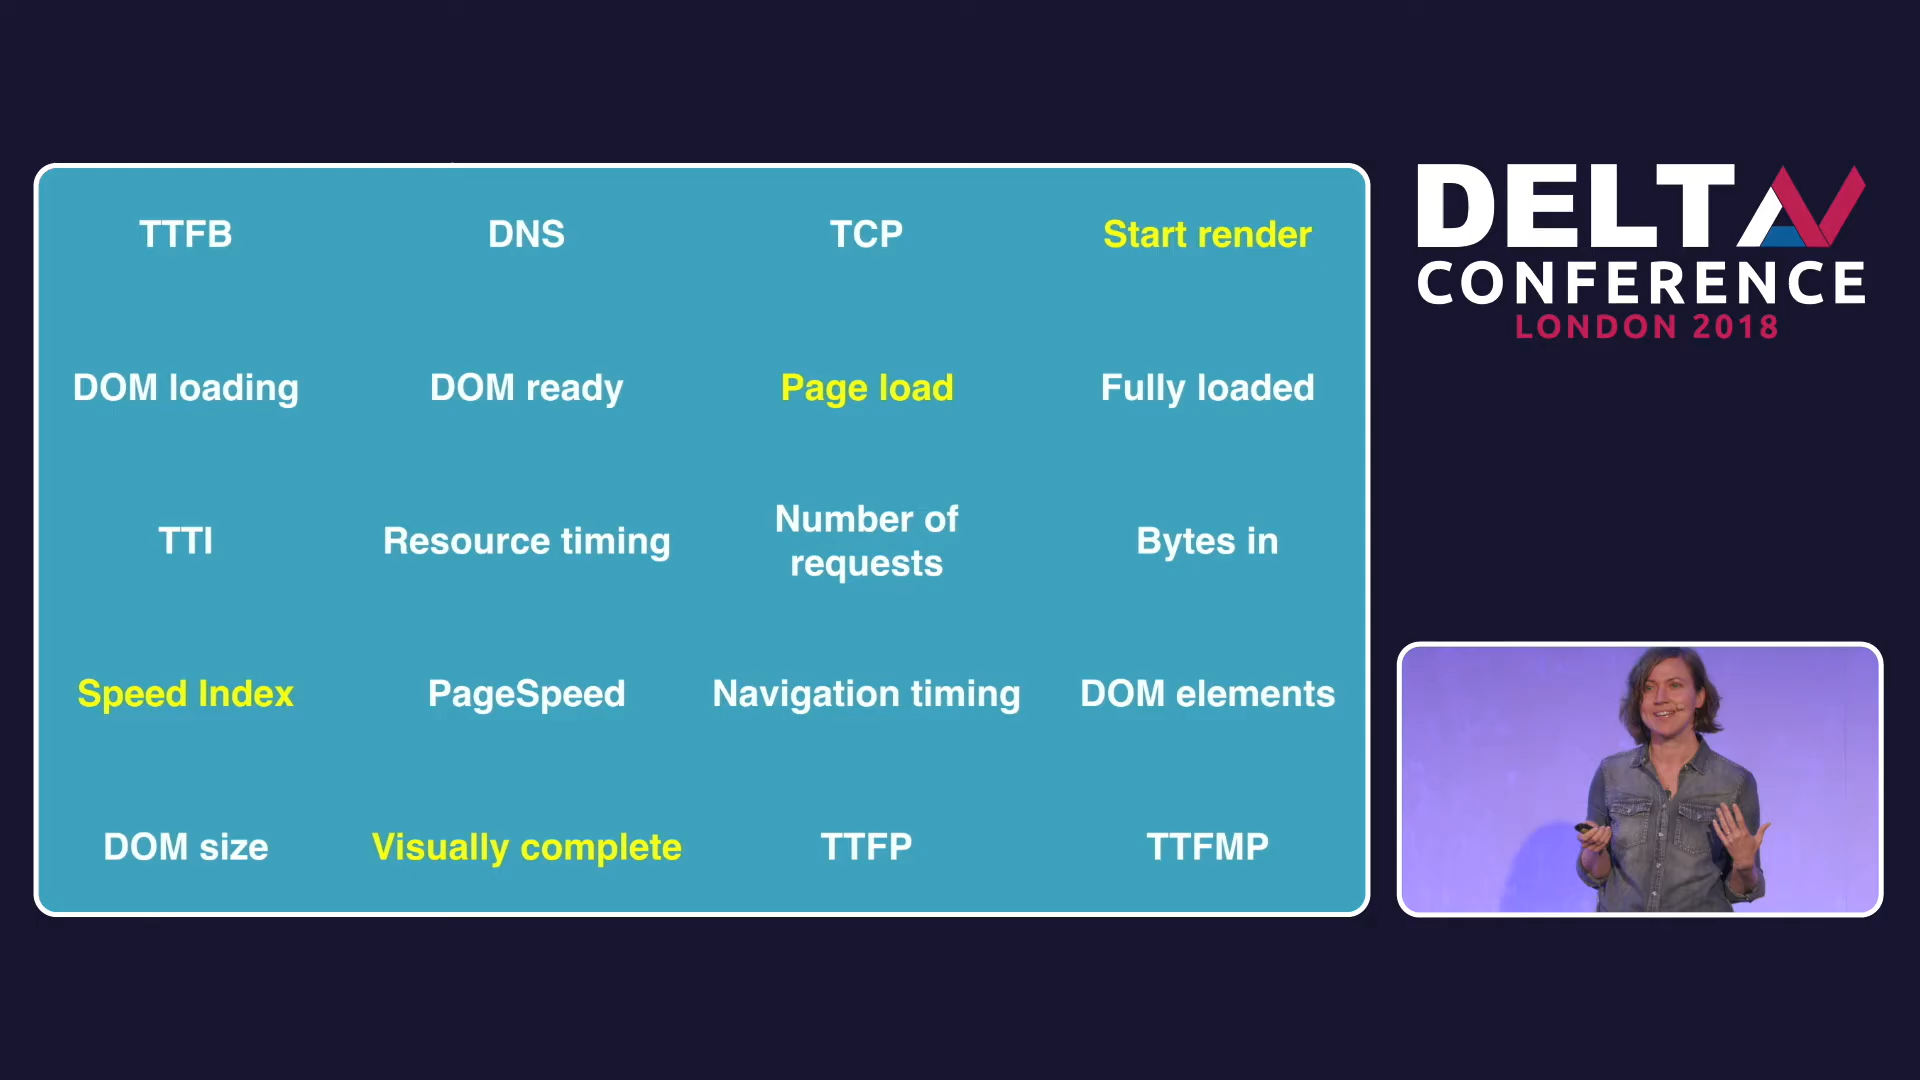 TTFB
DNS
TCP
Start render
DOM loading
DOM ready
Page load
Fully loaded
TTI
Resource timing
Number of
requests
Bytes in
Speed Index
PageSpeed
Navigation timing
DOM elements
DOM size
Visually complete
TTFP
TTFMP
DELTA V
CONFERENCE
LONDON 2018